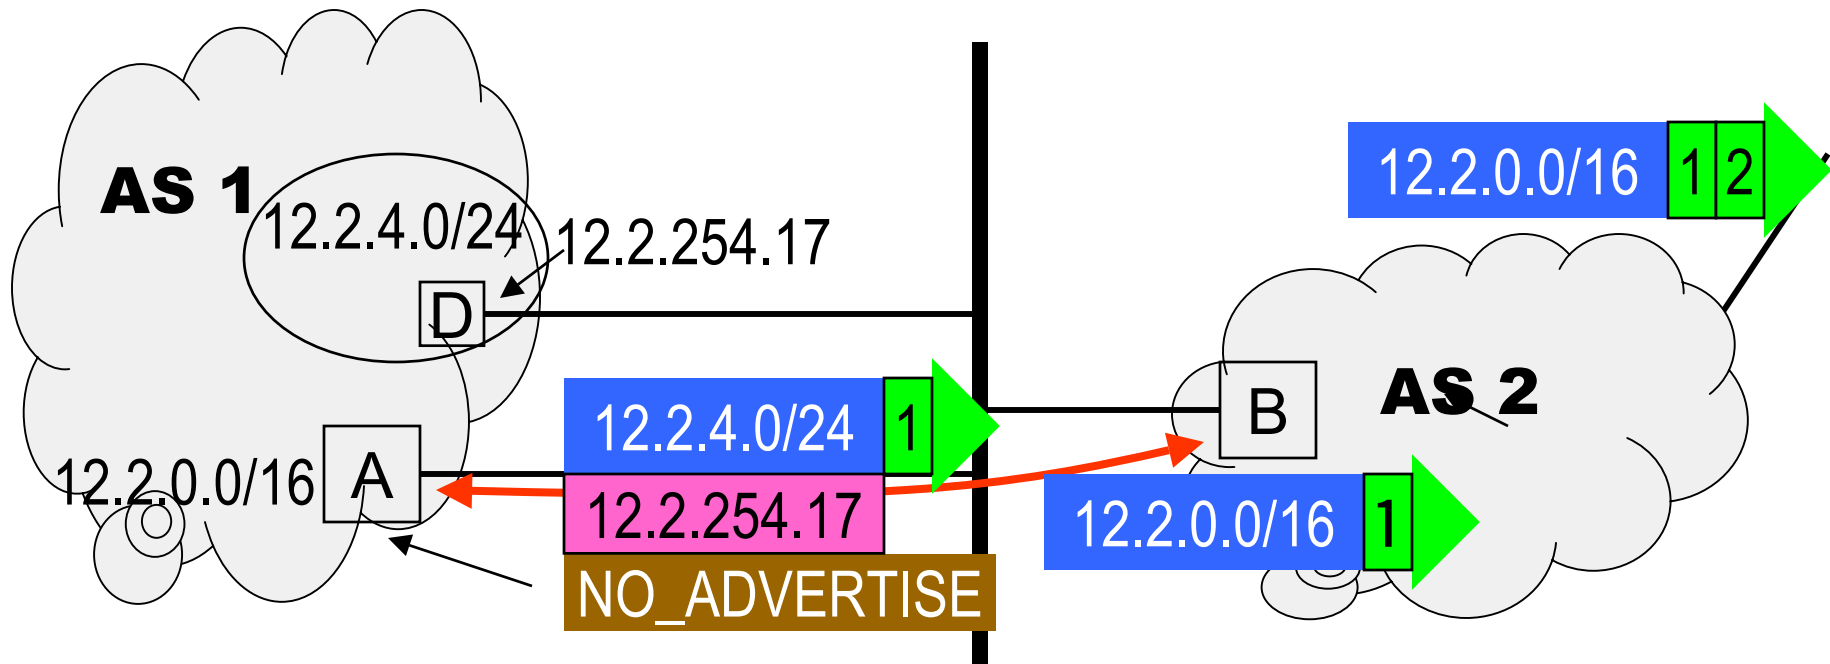 AS 1
12.2.4.0/24
12.2.254.17
D
12.2.0.0/16
A
12.2.4.0/24 1
12.2.254.17
NO_ADVERTISE
12.2.0.0/16 1 2
B
AS 2
12.2.0.0/16 1